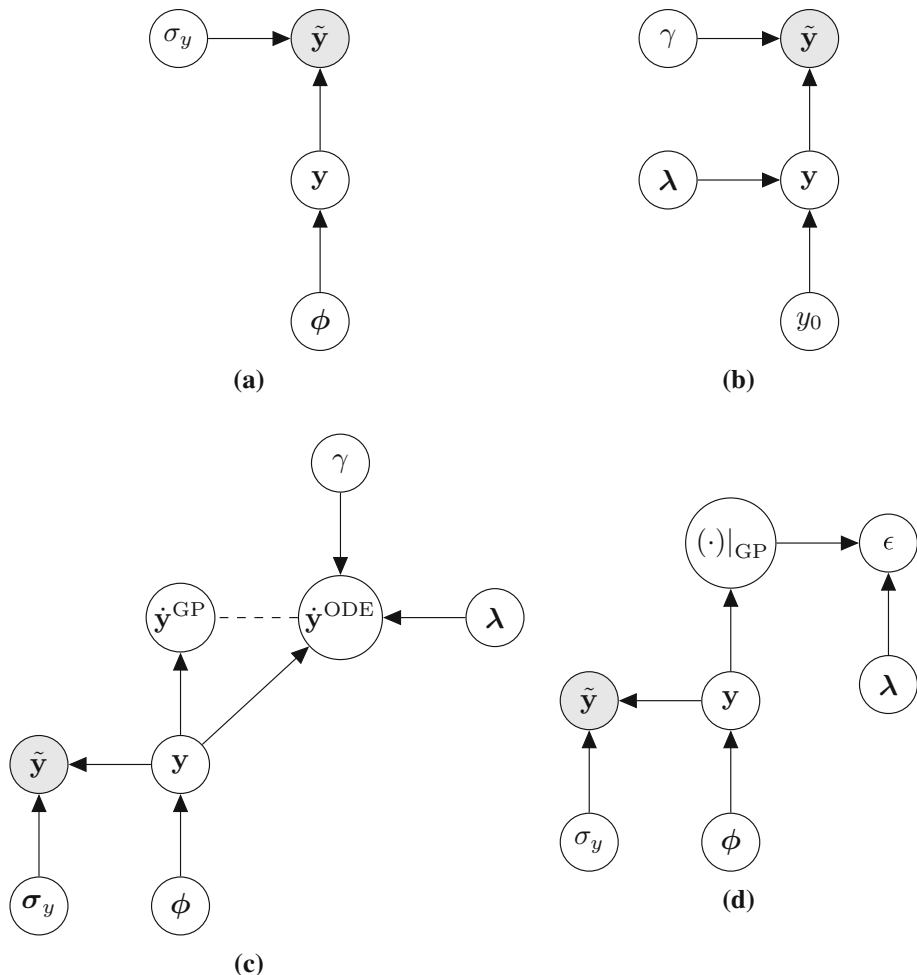 σ_y ỹ
y
ϕ
(a)
γ ỹ
λ y
y_0
(b)
γ
ẏ^GP ẏ^ODE λ
ỹ y
σ_y ϕ
(c)
(·)|_GP ϵ
ỹ y λ
σ_y ϕ
(d)